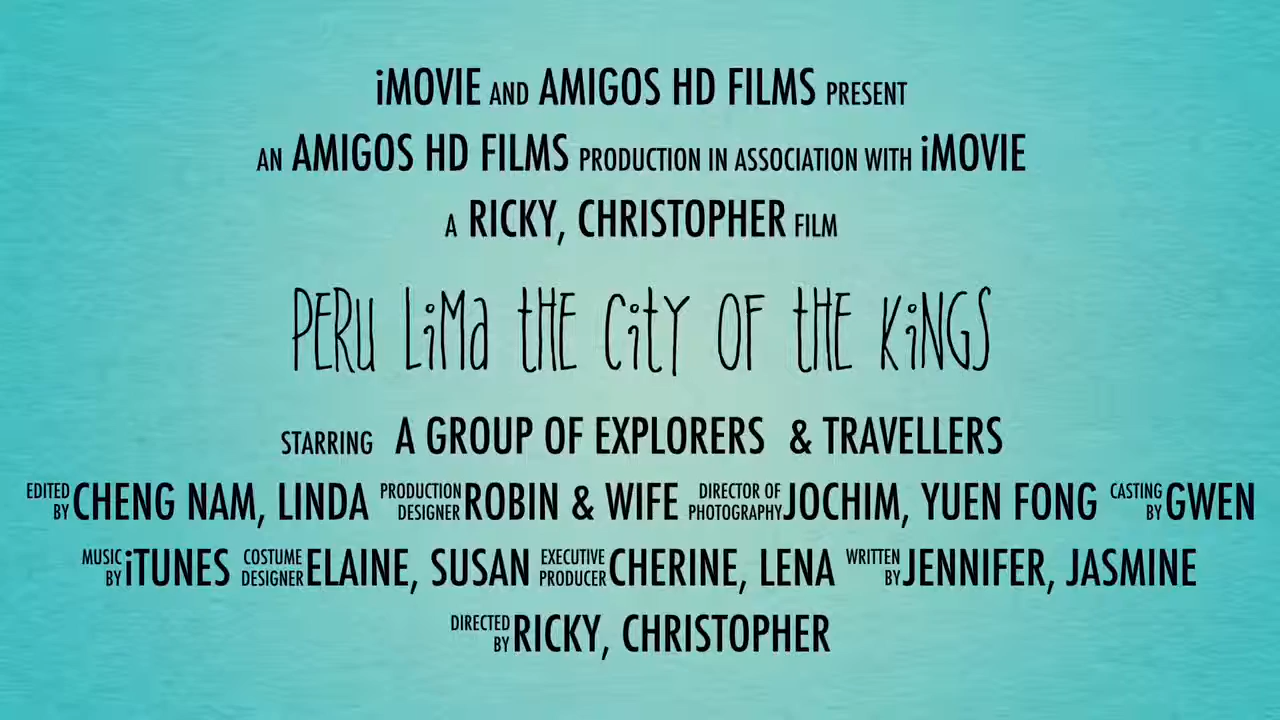 iMOVIE AND AMIGOS HD FILMS PRESENT
AN AMIGOS HD FILMS PRODUCTION IN ASSOCIATION WITH iMOVIE
A RICKY, CHRISTOPHER FILM
PERU LiMa tHE CitY OF tHE KiNGS
STARRING A GROUP OF EXPLORERS & TRAVELLERS
EDITED BY CHENG NAM, LINDA PRODUCTION DESIGNER ROBIN & WIFE DIRECTOR OF PHOTOGRAPHY JOCHIM, YUEN FONG CASTING BY GWEN
MUSIC BY iTUNES COSTUME DESIGNER ELAINE, SUSAN EXECUTIVE PRODUCER CHERINE, LENA WRITTEN BY JENNIFER, JASMINE
DIRECTED BY RICKY, CHRISTOPHER